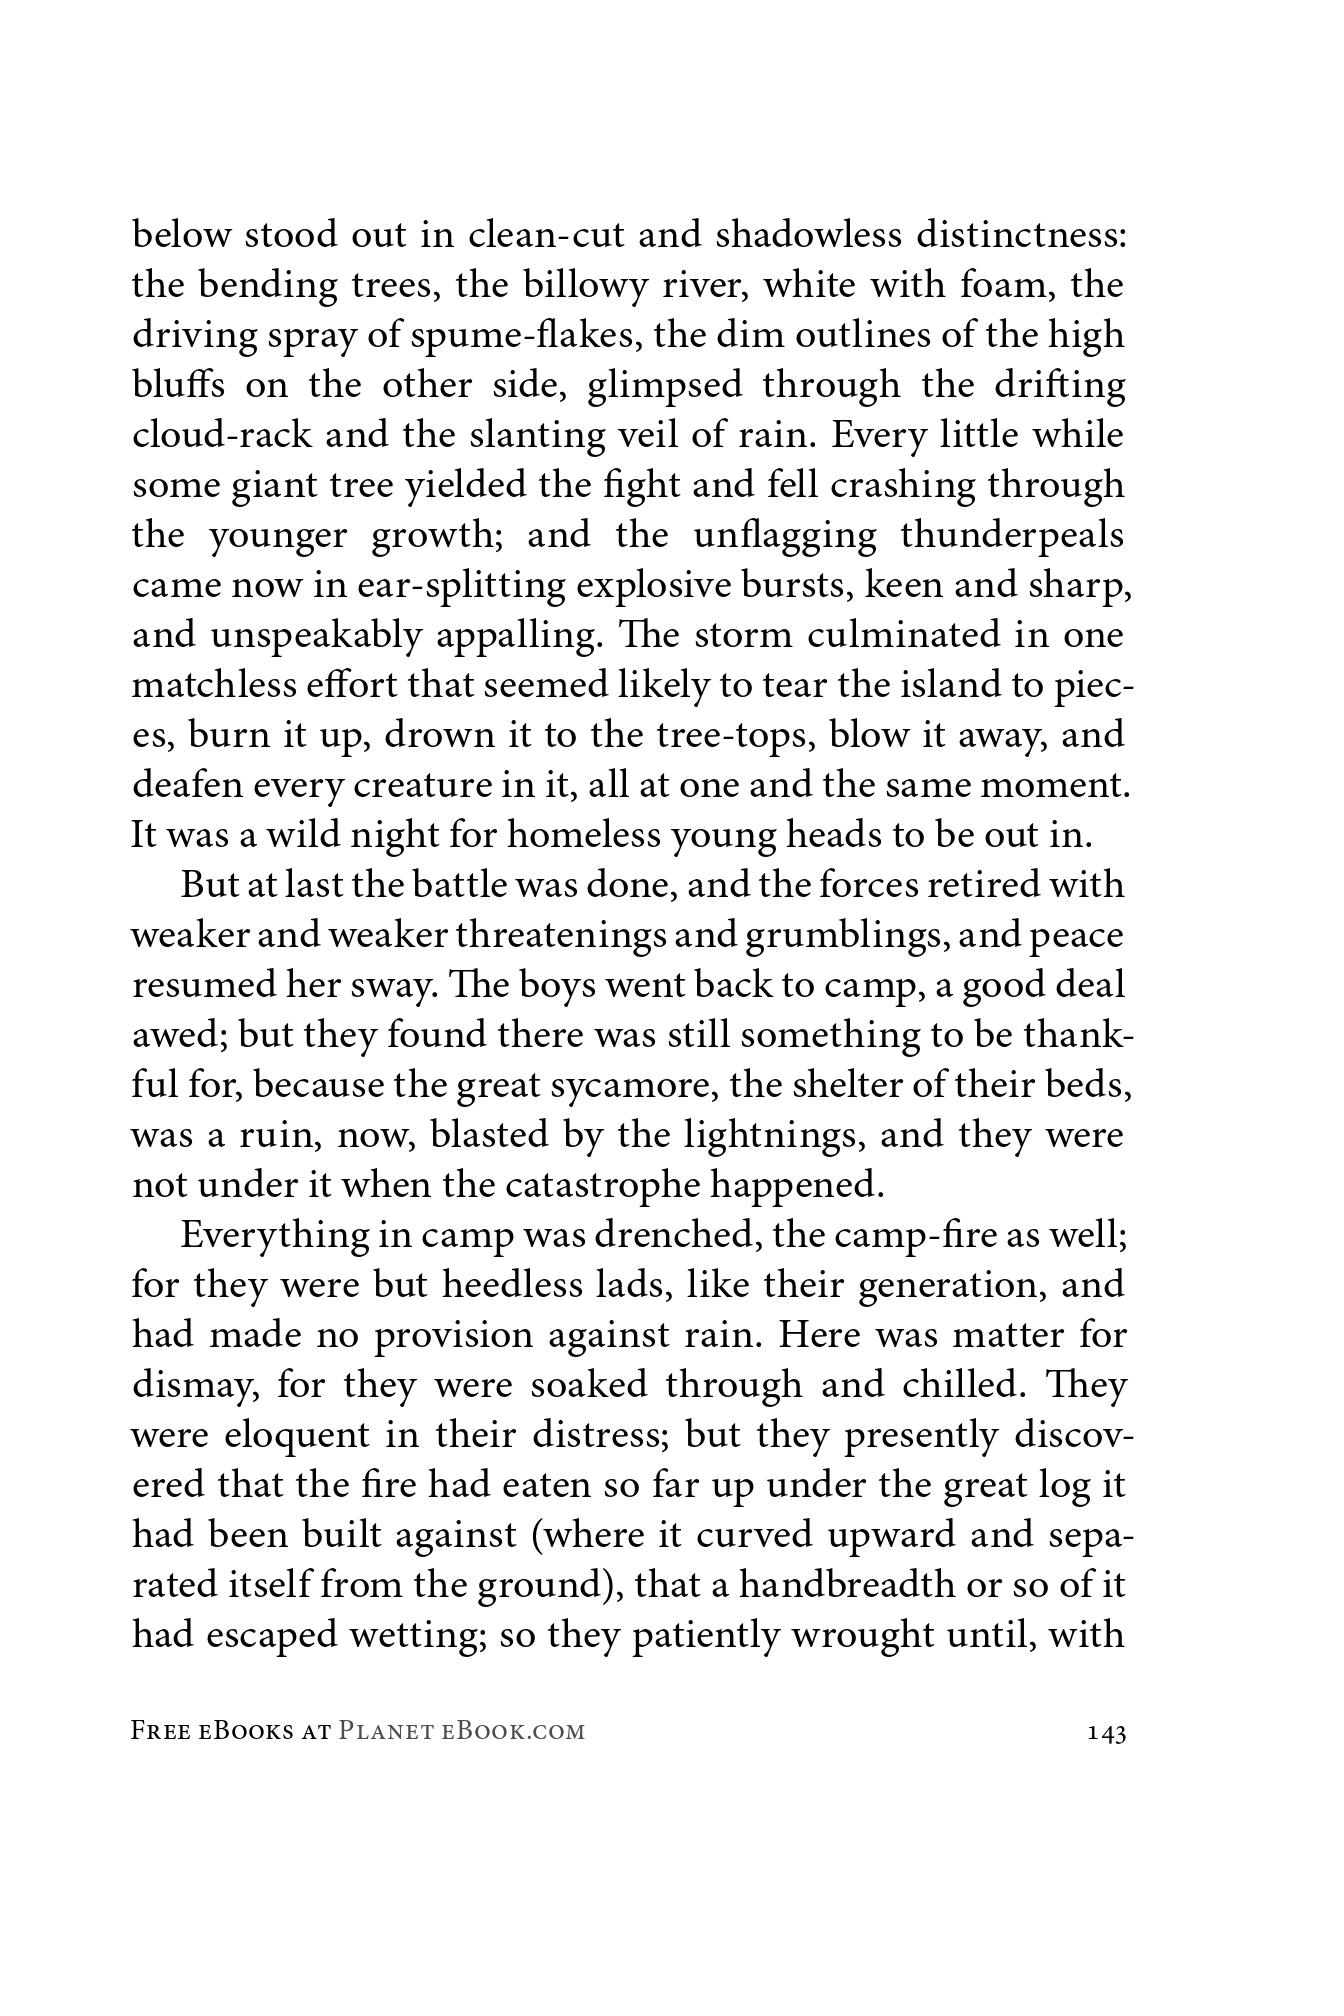 below stood out in clean-cut and shadowless distinctness:
the bending trees, the billowy river, white with foam, the
driving spray of spume-flakes, the dim outlines of the high
bluffs on the other side, glimpsed through the drifting
cloud-rack and the slanting veil of rain. Every little while
some giant tree yielded the fight and fell crashing through
the younger growth; and the unflagging thunderpeals
came now in ear-splitting explosive bursts, keen and sharp,
and unspeakably appalling. The storm culminated in one
matchless effort that seemed likely to tear the island to piec-
es, burn it up, drown it to the tree-tops, blow it away, and
deafen every creature in it, all at one and the same moment.
It was a wild night for homeless young heads to be out in.
But at last the battle was done, and the forces retired with
weaker and weaker threatenings and grumblings, and peace
resumed her sway. The boys went back to camp, a good deal
awed; but they found there was still something to be thank-
ful for, because the great sycamore, the shelter of their beds,
was a ruin, now, blasted by the lightnings, and they were
not under it when the catastrophe happened.
Everything in camp was drenched, the camp-fire as well;
for they were but heedless lads, like their generation, and
had made no provision against rain. Here was matter for
dismay, for they were soaked through and chilled. They
were eloquent in their distress; but they presently discov-
ered that the fire had eaten so far up under the great log it
had been built against (where it curved upward and sepa-
rated itself from the ground), that a handbreadth or so of it
had escaped wetting; so they patiently wrought until, with
Free eBooks at Planet eBook.com 143